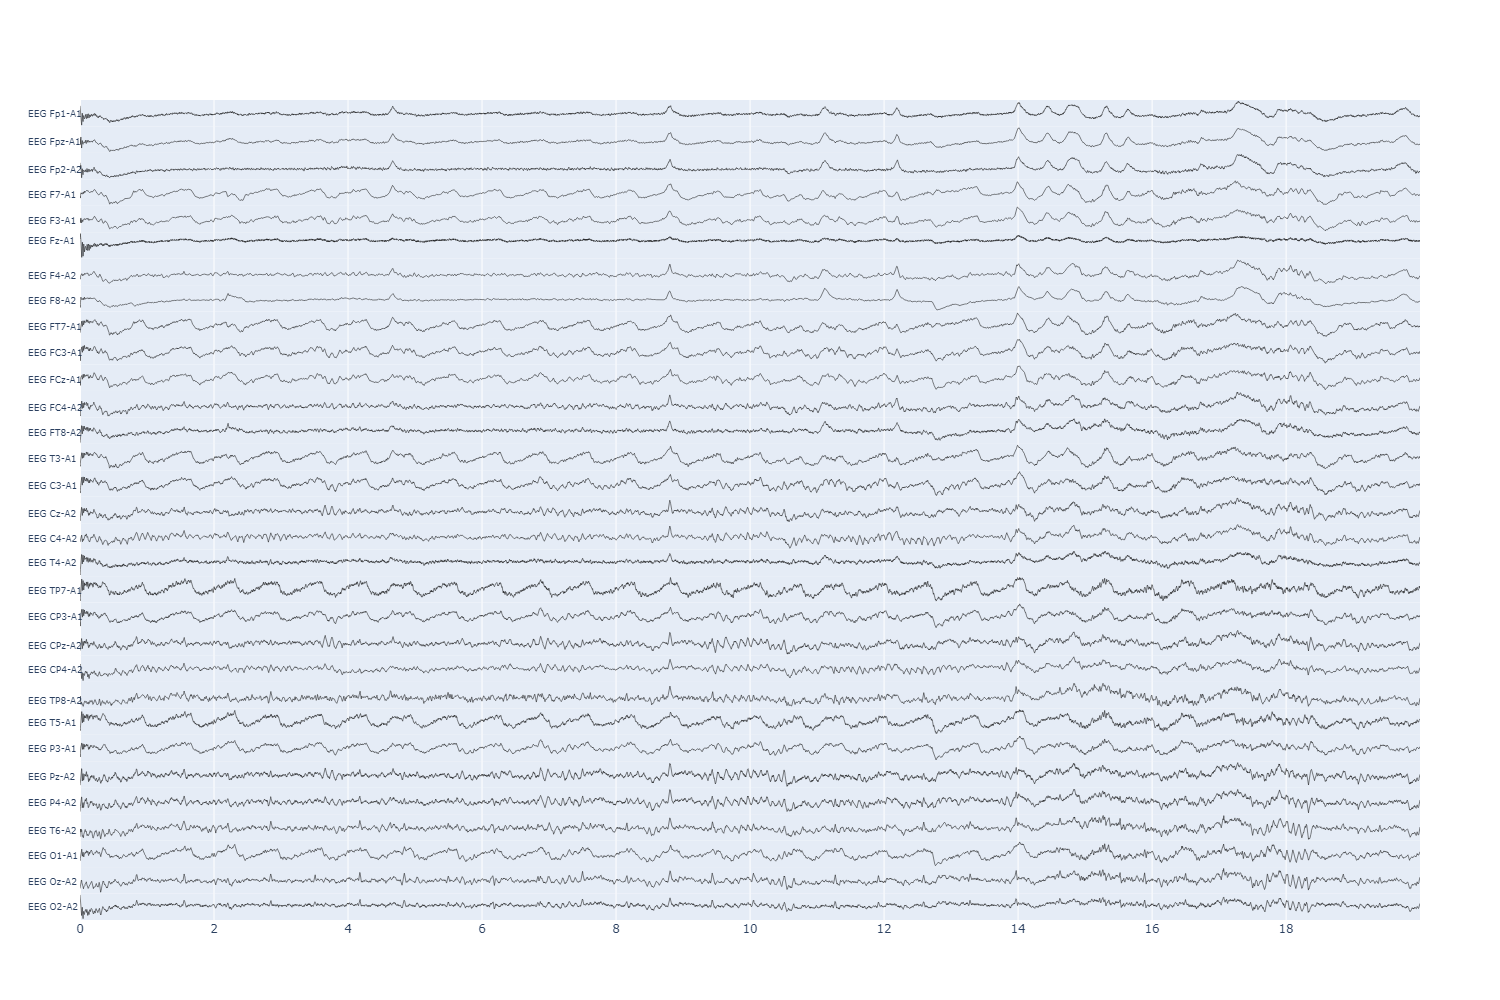 EEG Fp1-A1
EEG Fpz-A1
EEG Fp2-A2
EEG F7-A1
EEG F3-A1
EEG Fz-A1
EEG F4-A2
EEG F8-A2
EEG FT7-A1
EEG FC3-A1
EEG FCz-A1
EEG FC4-A2
EEG FT8-A2
EEG T3-A1
EEG C3-A1
EEG Cz-A2
EEG C4-A2
EEG T4-A2
EEG TP7-A1
EEG CP3-A1
EEG CPz-A2
EEG CP4-A2
EEG TP8-A2
EEG T5-A1
EEG P3-A1
EEG Pz-A2
EEG P4-A2
EEG T6-A2
EEG O1-A1
EEG Oz-A2
EEG O2-A2
0 2 4 6 8 10 12 14 16 18